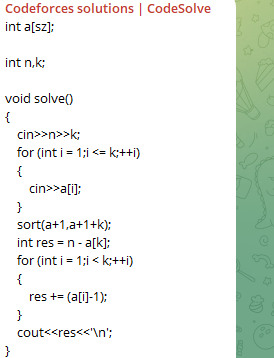 Codeforces solutions | CodeSolve
int a[sz];

int n,k;

void solve()
{
    cin>>n>>k;
    for (int i = 1;i <= k;++i)
    {
        cin>>a[i];
    }
    sort(a+1,a+1+k);
    int res = n - a[k];
    for (int i = 1;i < k;++i)
    {
        res += (a[i]-1);
    }
    cout<<res<<'\n';
}